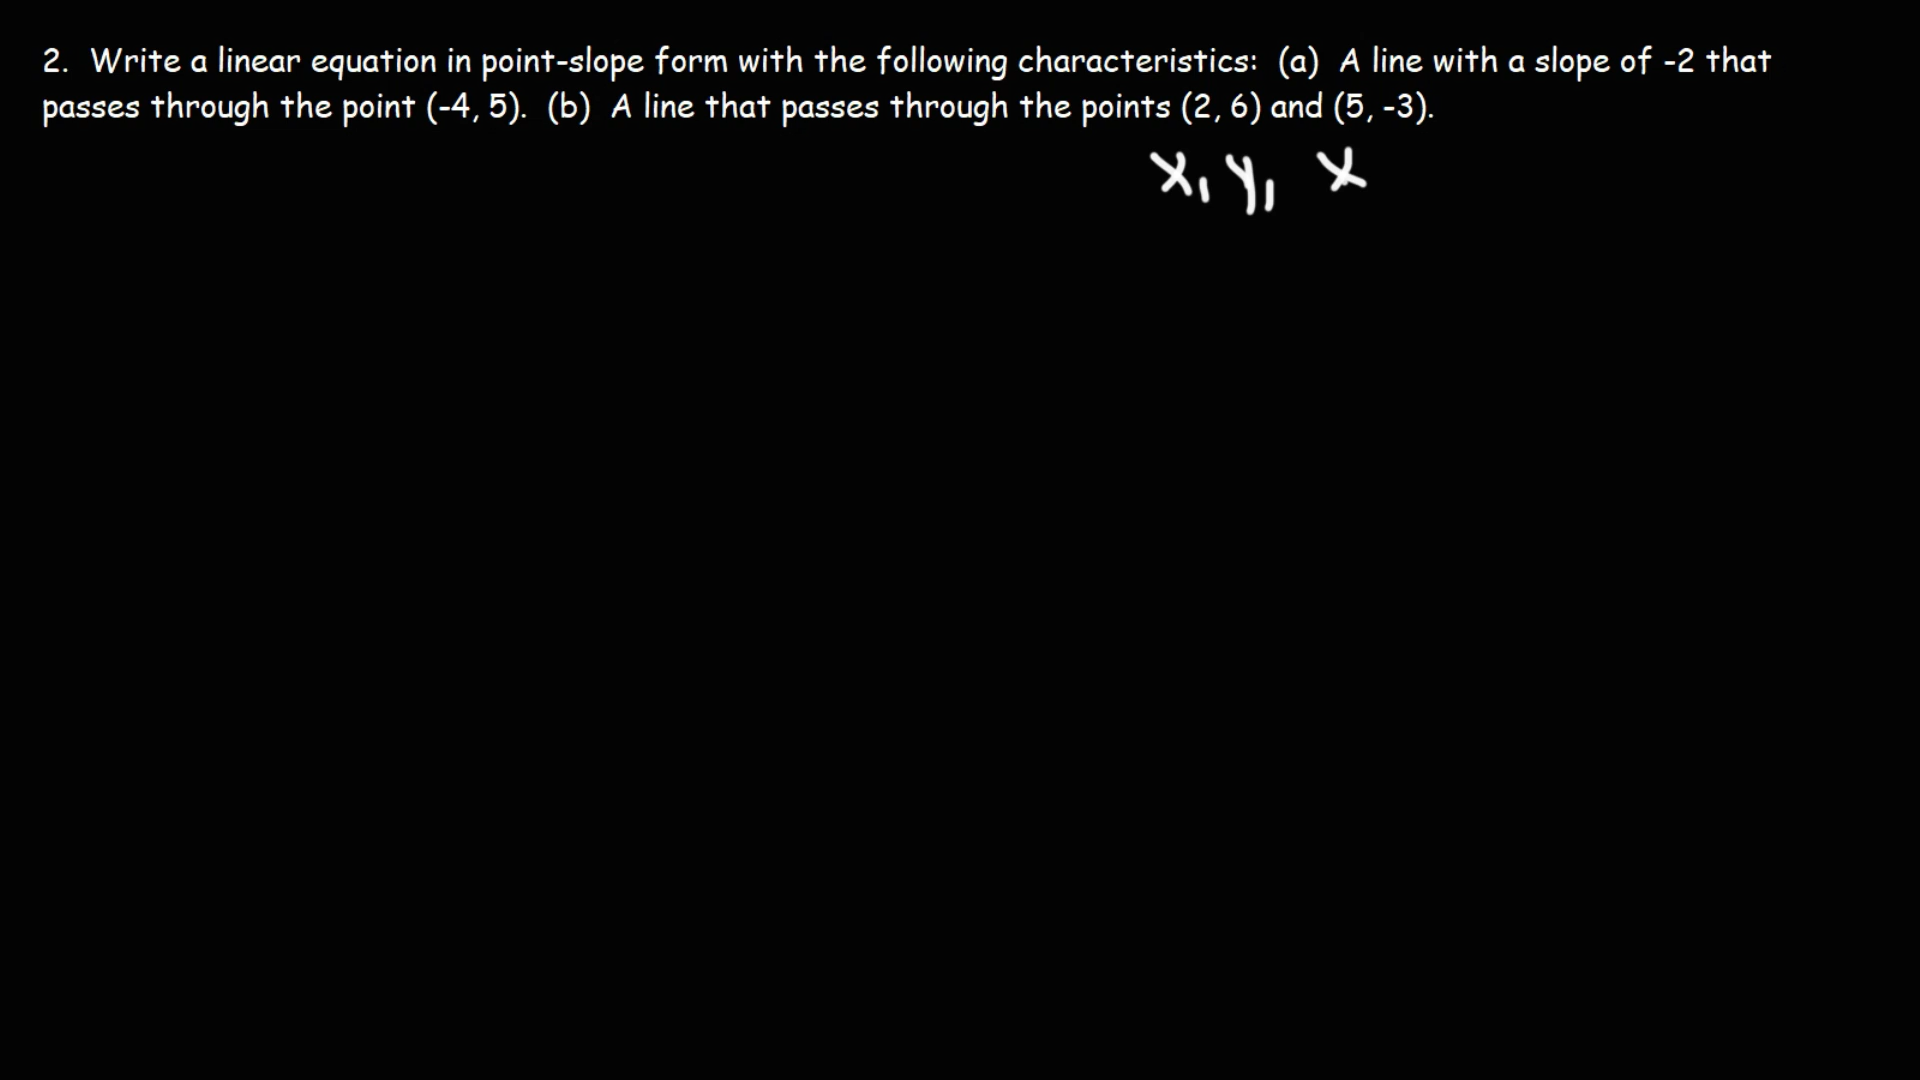 2. Write a linear equation in point-slope form with the following characteristics: (a) A line with a slope of -2 that
passes through the point (-4, 5). (b) A line that passes through the points (2, 6) and (5, -3).
x₁ y₁ x